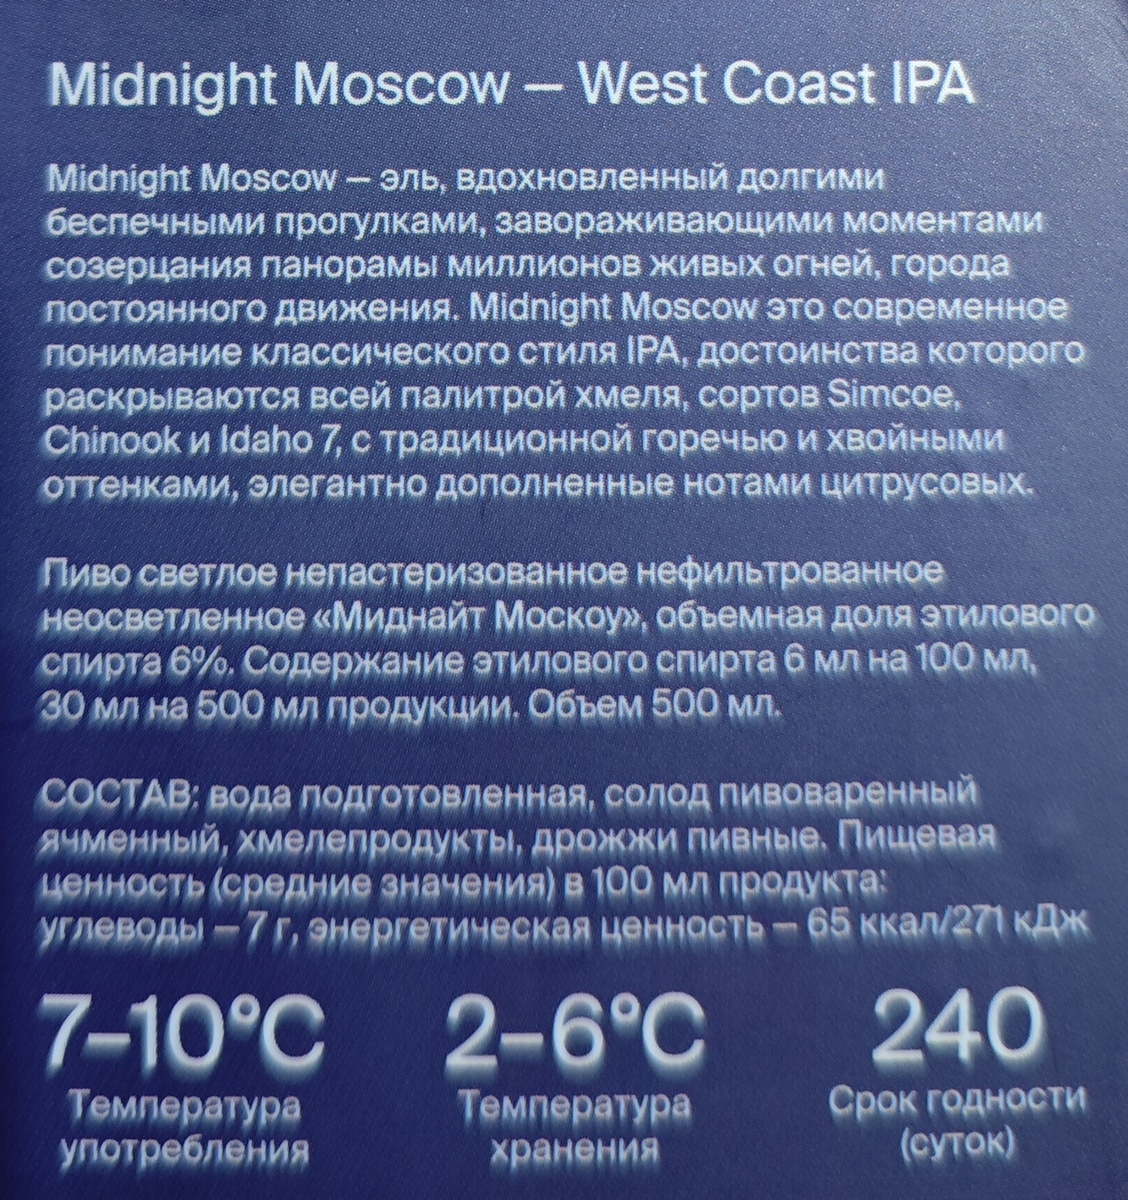 Midnight Moscow – West Coast IPA
Midnight Moscow – эль, вдохновленный долгими
беспечными прогулками, завораживающими моментами
созерцания панорамы миллионов живых огней, города
постоянного движения. Midnight Moscow это современное
понимание классического стиля IPA, достоинства которого
раскрываются всей палитрой хмеля, сортов Simcoe,
Chinook и Idaho 7, с традиционной горечью и хвойными
оттенками, элегантно дополненные нотами цитрусовых.
Пиво светлое непастеризованное нефильтрованное
неосветленное «Миднайт Москоу», объемная доля этилового
спирта 6%. Содержание этилового спирта 6 мл на 100 мл,
30 мл на 500 мл продукции. Объем 500 мл.
СОСТАВ: вода подготовленная, солод пивоваренный
ячменный, хмелепродукты, дрожжи пивные. Пищевая
ценность (средние значения) в 100 мл продукта:
углеводы – 7 г, энергетическая ценность – 65 ккал/271 кДж
7–10°C 2–6°C 240
Температура Температура Срок годности
употребления хранения (суток)